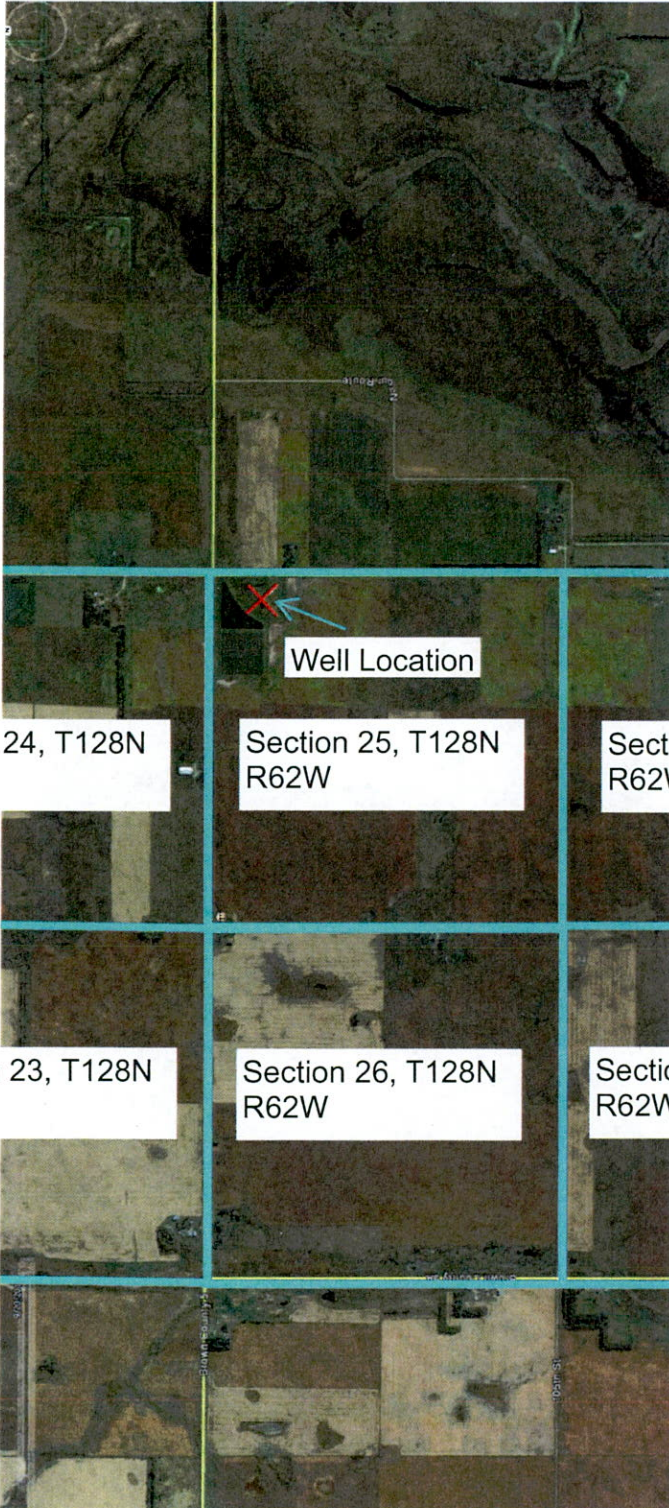 Well Location
24, T128N
Section 25, T128N
R62W
Sect
R62W
23, T128N
Section 26, T128N
R62W
Sectio
R62W